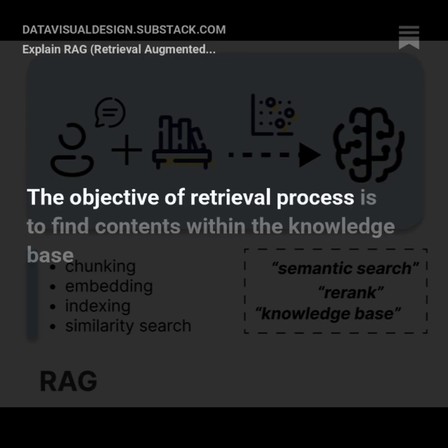 DATAVISUALDESIGN.SUBSTACK.COM
Explain RAG (Retrieval Augmented...
The objective of retrieval process is
to find contents within the knowledge
base
• chunking
• embedding
• indexing
• similarity search
"semantic search"
"rerank"
"knowledge base"
RAG